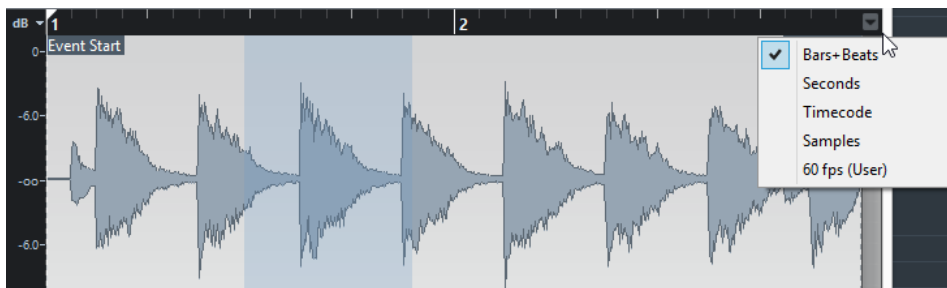 dB
1
2
Event Start
0
-6.0
-oo
-6.0
Bars+Beats
Seconds
Timecode
Samples
60 fps (User)